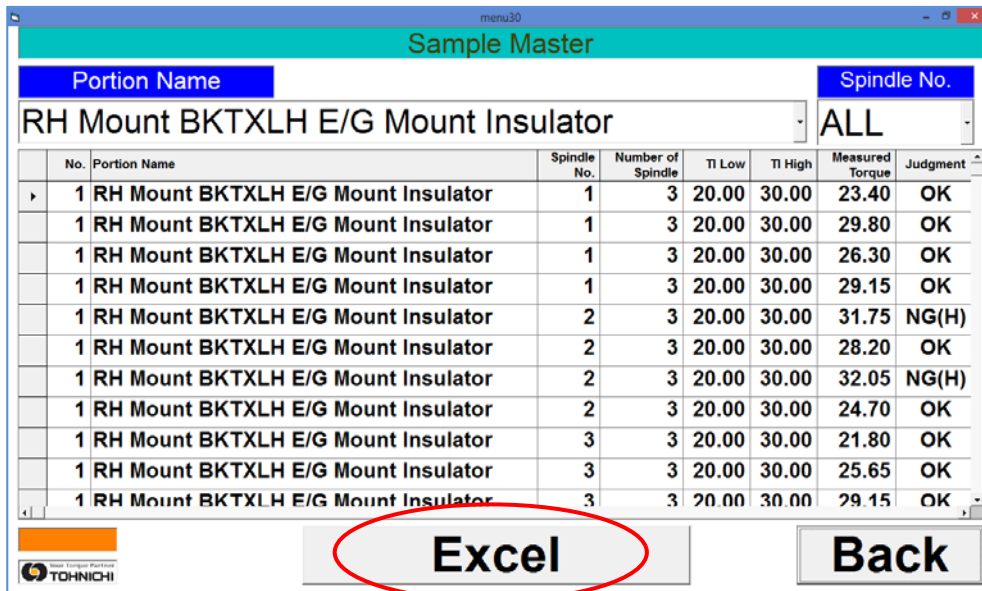 menu30
Sample Master
Portion Name Spindle No.
RH Mount BKTXLH E/G Mount Insulator ALL
No. Portion Name Spindle No. Number of Spindle TI Low TI High Measured Torque Judgment
1 RH Mount BKTXLH E/G Mount Insulator 1 3 20.00 30.00 23.40 OK
1 RH Mount BKTXLH E/G Mount Insulator 1 3 20.00 30.00 29.80 OK
1 RH Mount BKTXLH E/G Mount Insulator 1 3 20.00 30.00 26.30 OK
1 RH Mount BKTXLH E/G Mount Insulator 1 3 20.00 30.00 29.15 OK
1 RH Mount BKTXLH E/G Mount Insulator 2 3 20.00 30.00 31.75 NG(H)
1 RH Mount BKTXLH E/G Mount Insulator 2 3 20.00 30.00 28.20 OK
1 RH Mount BKTXLH E/G Mount Insulator 2 3 20.00 30.00 32.05 NG(H)
1 RH Mount BKTXLH E/G Mount Insulator 2 3 20.00 30.00 24.70 OK
1 RH Mount BKTXLH E/G Mount Insulator 3 3 20.00 30.00 21.80 OK
1 RH Mount BKTXLH E/G Mount Insulator 3 3 20.00 30.00 25.65 OK
1 RH Mount BKTXLH E/G Mount Insulator 3 3 20.00 30.00 29.15 OK
Excel Back
Your Torque Partner
TOHNICHI